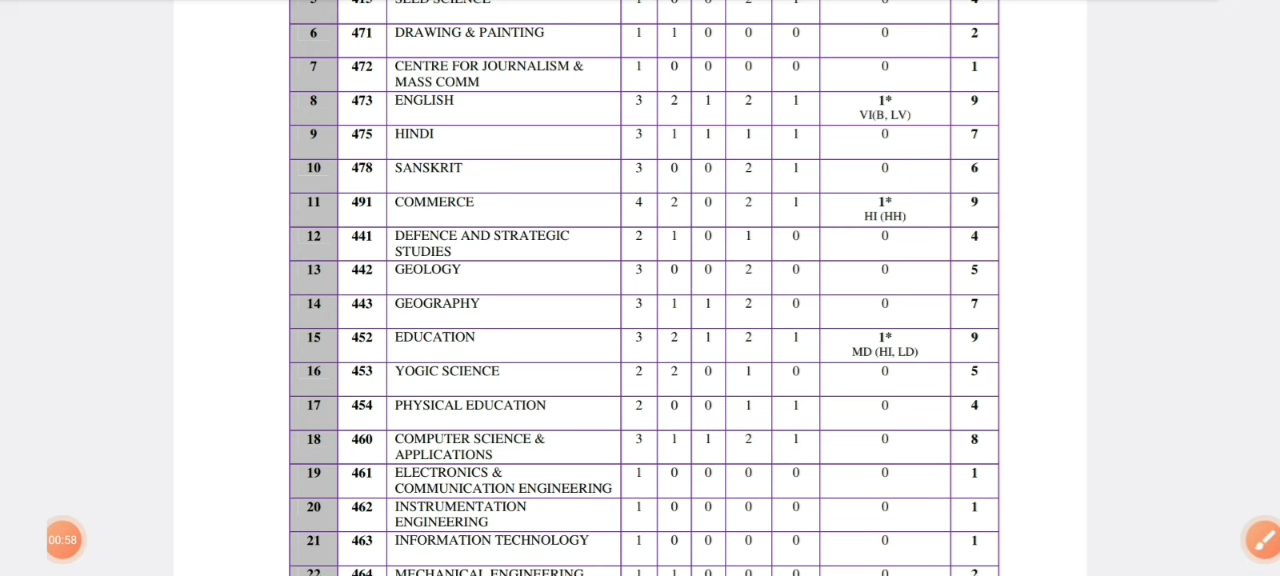 5 415 SEED SCIENCE 1 0 0 2 1 0 4
6 471 DRAWING & PAINTING 1 1 0 0 0 0 2
7 472 CENTRE FOR JOURNALISM & 1 0 0 0 0 0 1
MASS COMM
8 473 ENGLISH 3 2 1 2 1 1* 9
VI(B, LV)
9 475 HINDI 3 1 1 1 1 0 7
10 478 SANSKRIT 3 0 0 2 1 0 6
11 491 COMMERCE 4 2 0 2 1 1* 9
HI (HH)
12 441 DEFENCE AND STRATEGIC 2 1 0 1 0 0 4
STUDIES
13 442 GEOLOGY 3 0 0 2 0 0 5
14 443 GEOGRAPHY 3 1 1 2 0 0 7
15 452 EDUCATION 3 2 1 2 1 1* 9
MD (HI, LD)
16 453 YOGIC SCIENCE 2 2 0 1 0 0 5
17 454 PHYSICAL EDUCATION 2 0 0 1 1 0 4
18 460 COMPUTER SCIENCE & 3 1 1 2 1 0 8
APPLICATIONS
19 461 ELECTRONICS & 1 0 0 0 0 0 1
COMMUNICATION ENGINEERING
20 462 INSTRUMENTATION 1 0 0 0 0 0 1
ENGINEERING
00:58
21 463 INFORMATION TECHNOLOGY 1 0 0 0 0 0 1
22 464 MECHANICAL ENGINEERING 1 1 0 0 0 0 2